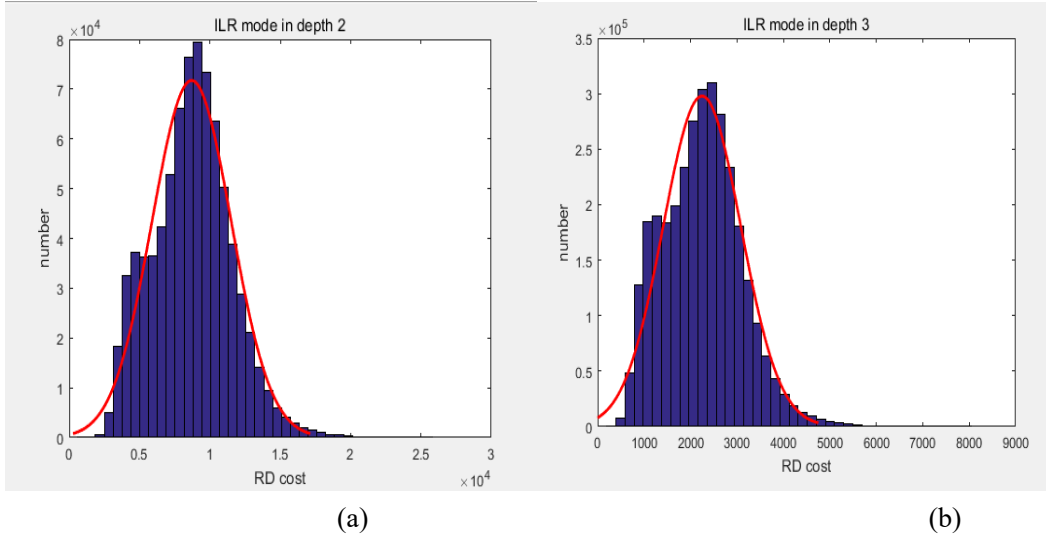 ILR mode in depth 2
×10^4
8
7
6
5
4
3
2
1
0
number
0 0.5 1 1.5 2 2.5 3
RD cost
×10^4
(a)
ILR mode in depth 3
×10^5
3.5
3
2.5
2
1.5
1
0.5
0
number
0 1000 2000 3000 4000 5000 6000 7000 8000 9000
RD cost
(b)